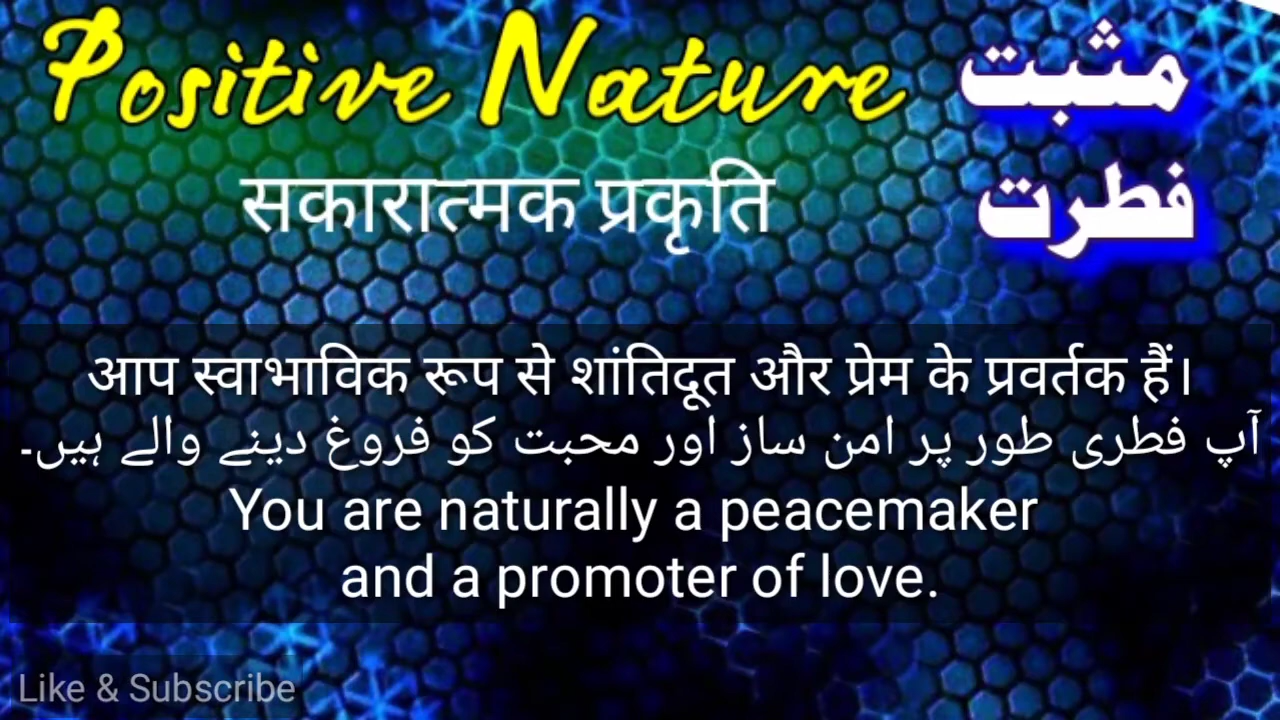 Positive Nature
مثبت
فطرت
सकारात्मक प्रकृति
आप स्वाभाविक रूप से शांतिदूत और प्रेम के प्रवर्तक हैं।
آپ فطری طور پر امن ساز اور محبت کو فروغ دینے والے ہیں۔
You are naturally a peacemaker
and a promoter of love.
Like & Subscribe